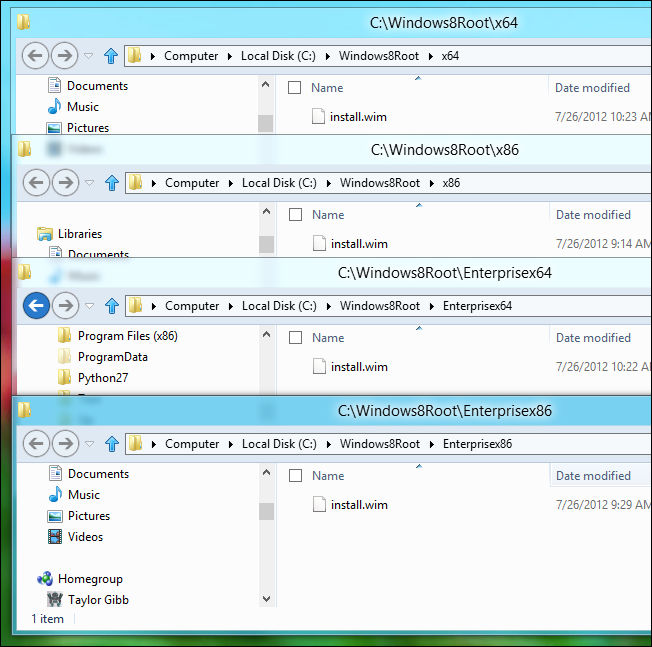 C:\Windows8Root\x64
Computer Local Disk (C:) Windows8Root x64
Documents
Music
Pictures
Name Date modified
install.wim 7/26/2012 10:23 AM
C:\Windows8Root\x86
Computer Local Disk (C:) Windows8Root x86
Libraries
Documents
Name Date modified
install.wim 7/26/2012 9:14 AM
C:\Windows8Root\Enterprisex64
Computer Local Disk (C:) Windows8Root Enterprisex64
Program Files (x86)
ProgramData
Python27
Name Date modified
install.wim 7/26/2012 10:22 AM
C:\Windows8Root\Enterprisex86
Computer Local Disk (C:) Windows8Root Enterprisex86
Documents
Music
Pictures
Videos
Homegroup
Taylor Gibb
Name Date modified
install.wim 7/26/2012 9:29 AM
1 item